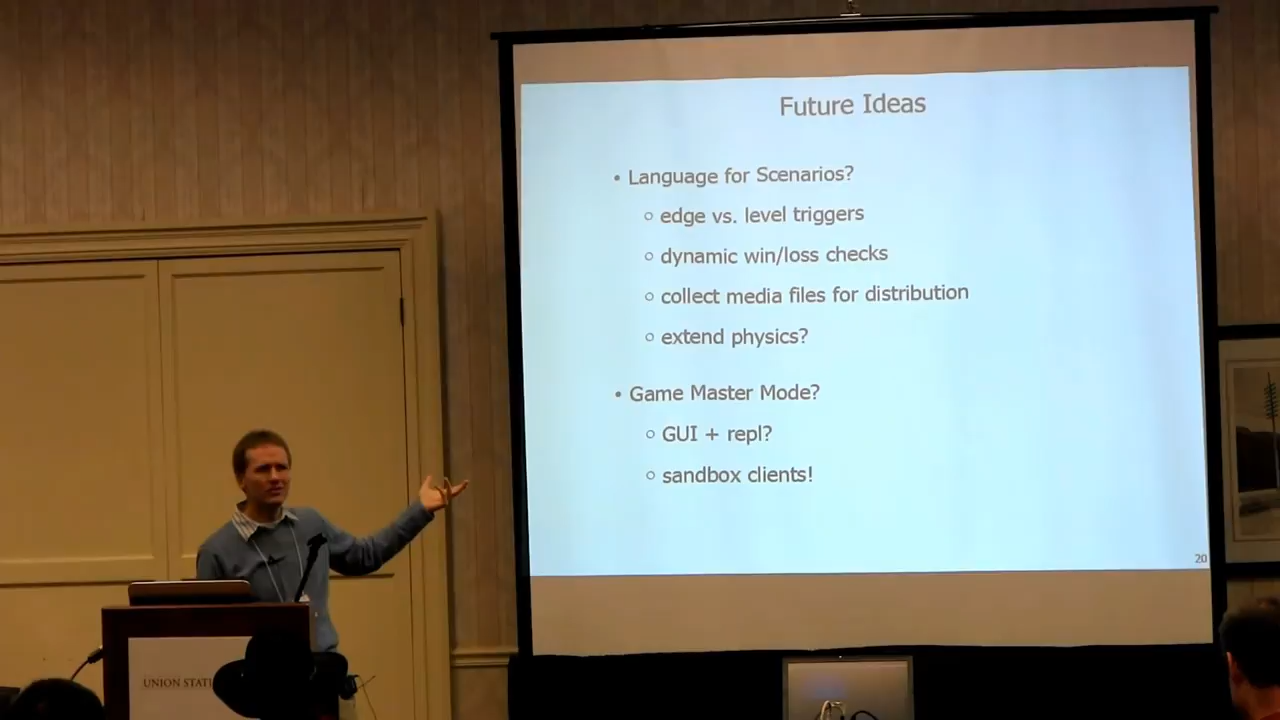 Future Ideas
• Language for Scenarios?
○ edge vs. level triggers
○ dynamic win/loss checks
○ collect media files for distribution
○ extend physics?
• Game Master Mode?
○ GUI + repl?
○ sandbox clients!
20
UNION STATI